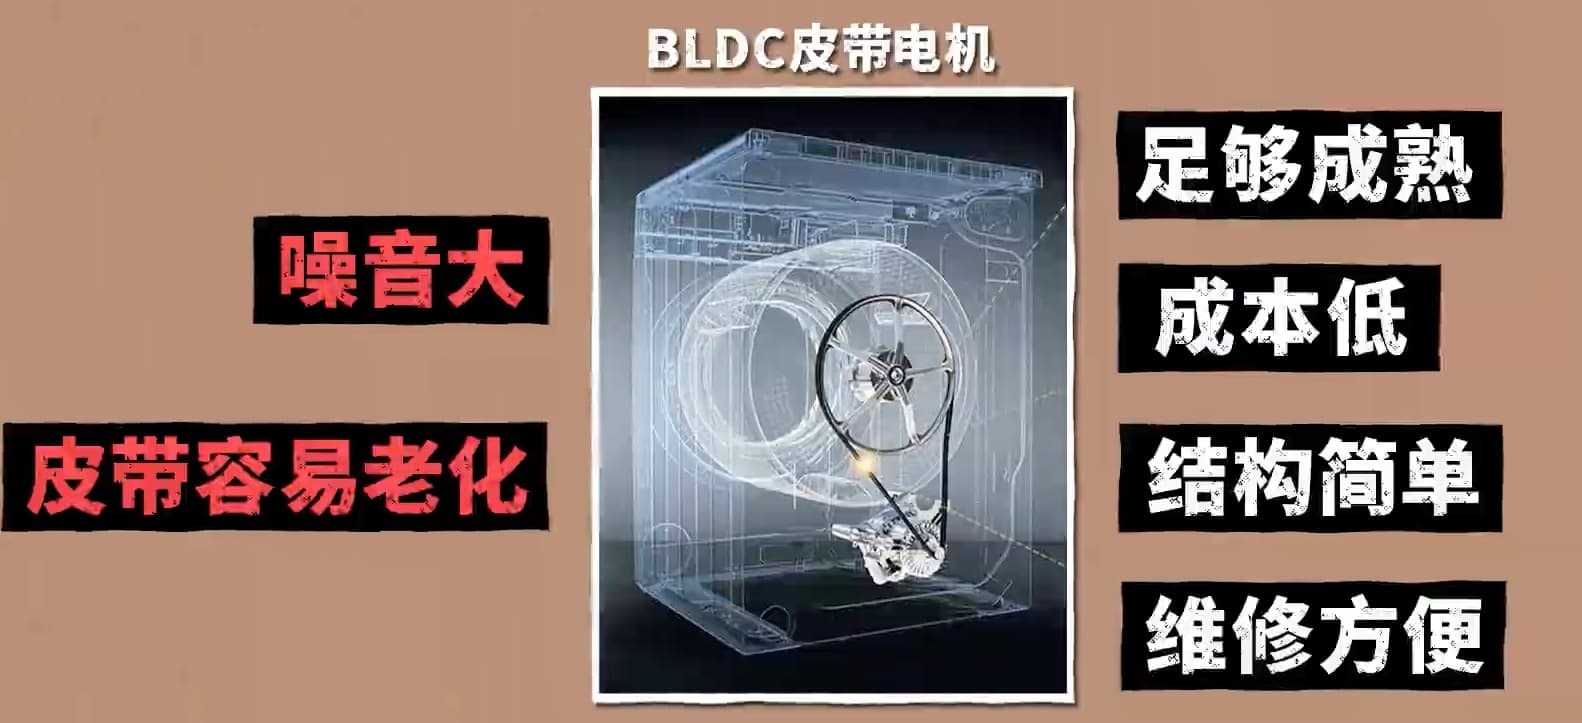 BLDC皮带电机
噪音大
皮带容易老化
足够成熟
成本低
结构简单
维修方便